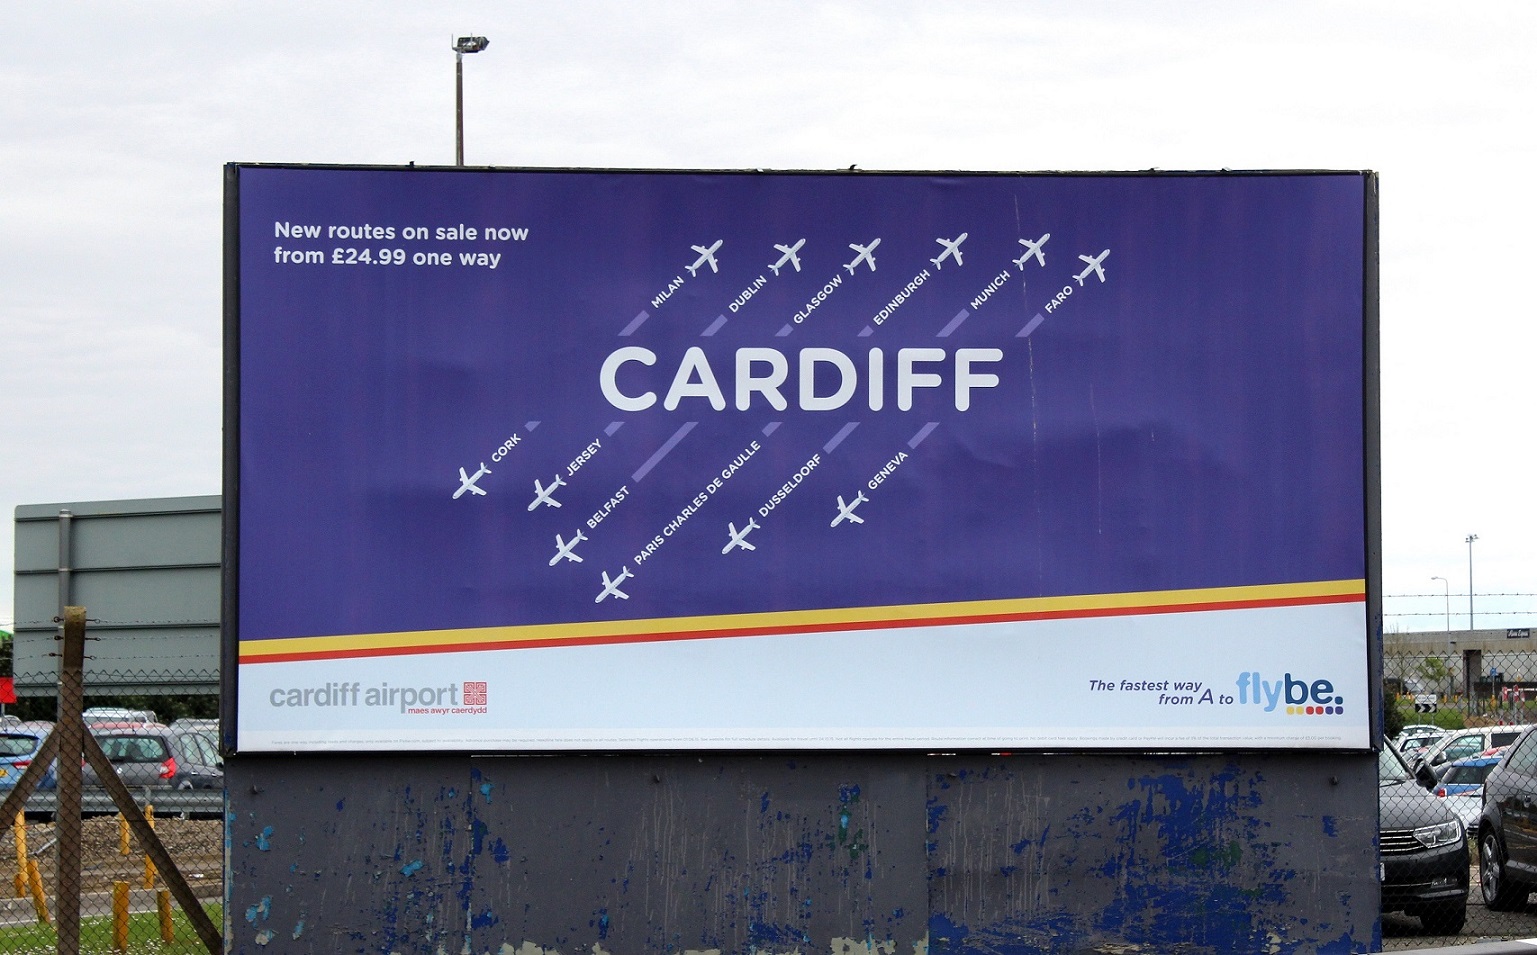 New routes on sale now
from £24.99 one way
MILAN
DUBLIN
GLASGOW
EDINBURGH
MUNICH
FARO
CARDIFF
CORK
JERSEY
BELFAST
PARIS CHARLES DE GAULLE
DUSSELDORF
GENEVA
cardiff airport
maes awyr caerdydd
The fastest way
from A to
flybe.